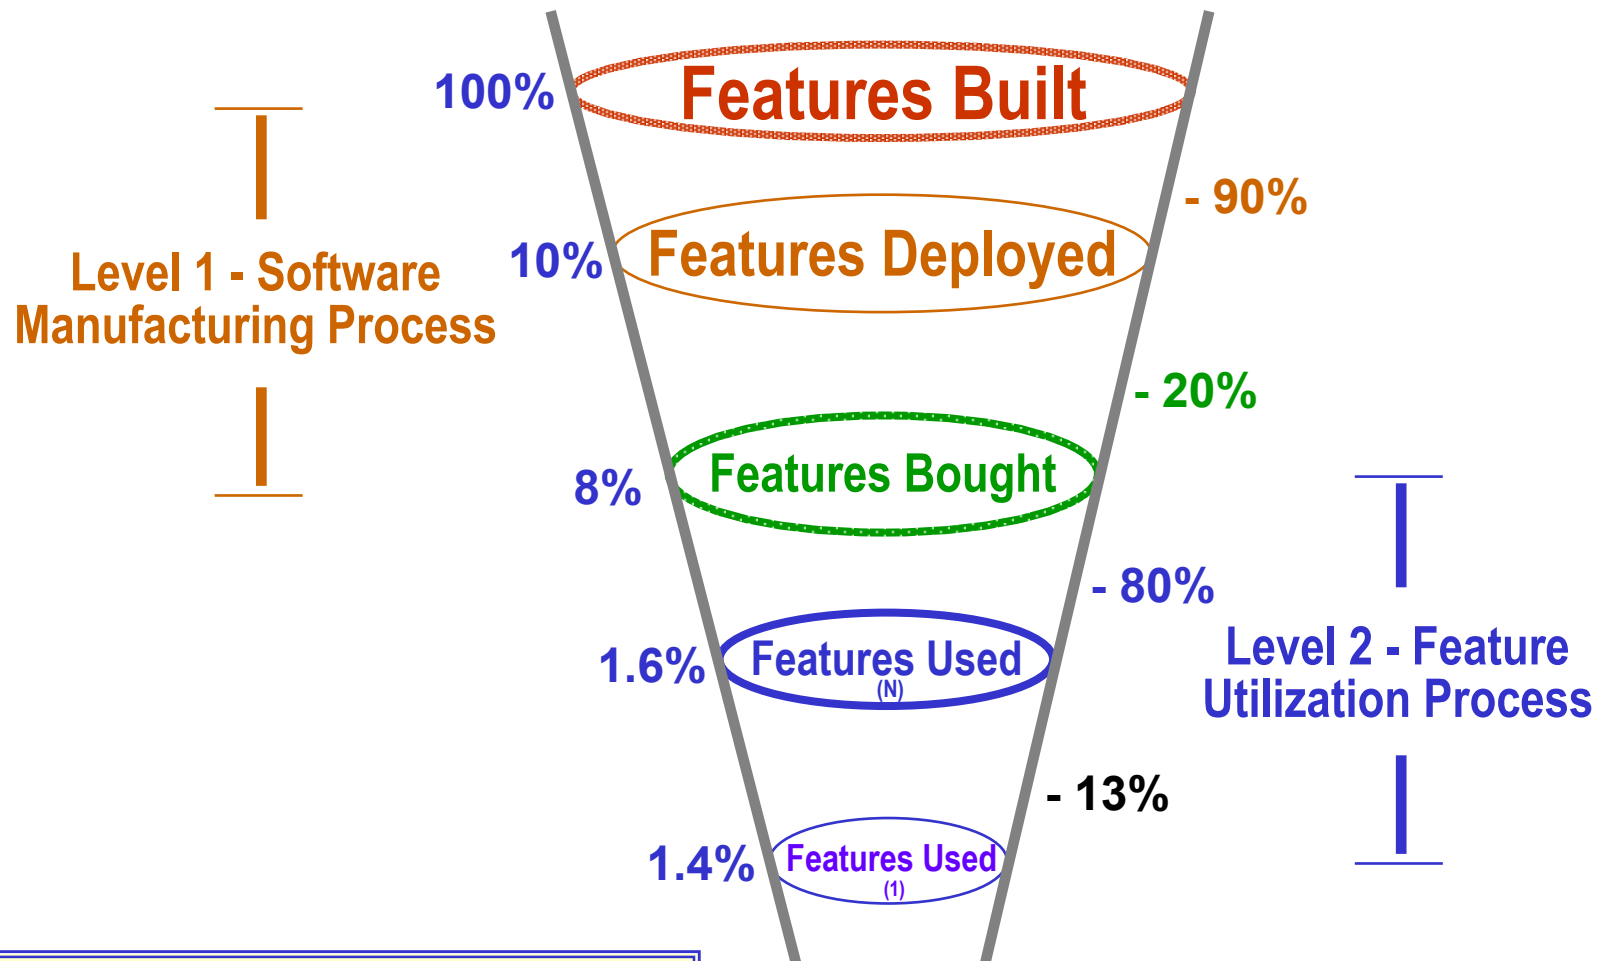 100%
Features Built
- 90%
10%
Features Deployed
Level 1 - Software
Manufacturing Process
- 20%
8%
Features Bought
- 80%
1.6%
Features Used
(N)
Level 2 - Feature
Utilization Process
- 13%
1.4%
Features Used
(1)